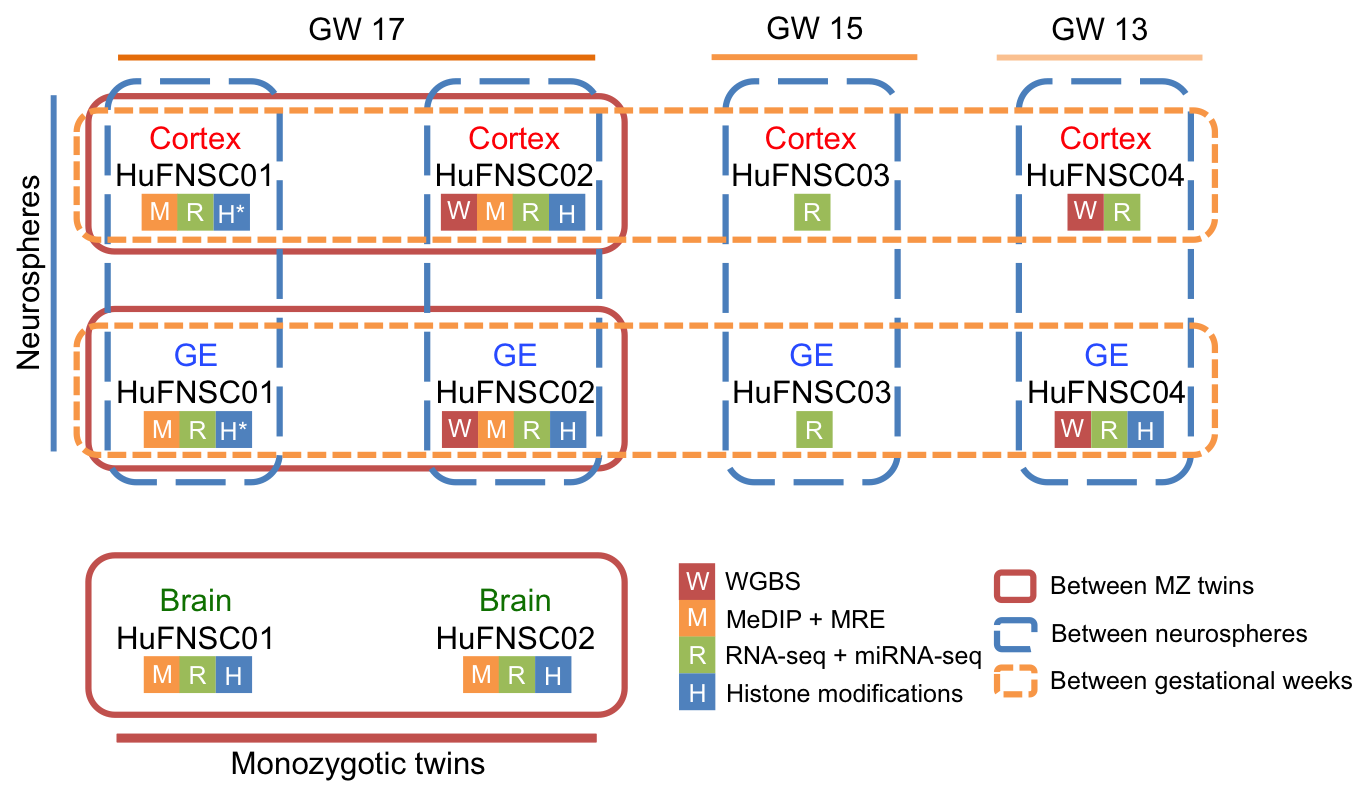 GW 17
GW 15
GW 13
Neurospheres
Cortex
HuFNSC01
M R H*
Cortex
HuFNSC02
W M R H
Cortex
HuFNSC03
R
Cortex
HuFNSC04
W R
GE
HuFNSC01
M R H*
GE
HuFNSC02
W M R H
GE
HuFNSC03
R
GE
HuFNSC04
W R H
Brain
HuFNSC01
M R H
Brain
HuFNSC02
M R H
Monozygotic twins
W WGBS
M MeDIP + MRE
R RNA-seq + miRNA-seq
H Histone modifications
Between MZ twins
Between neurospheres
Between gestational weeks